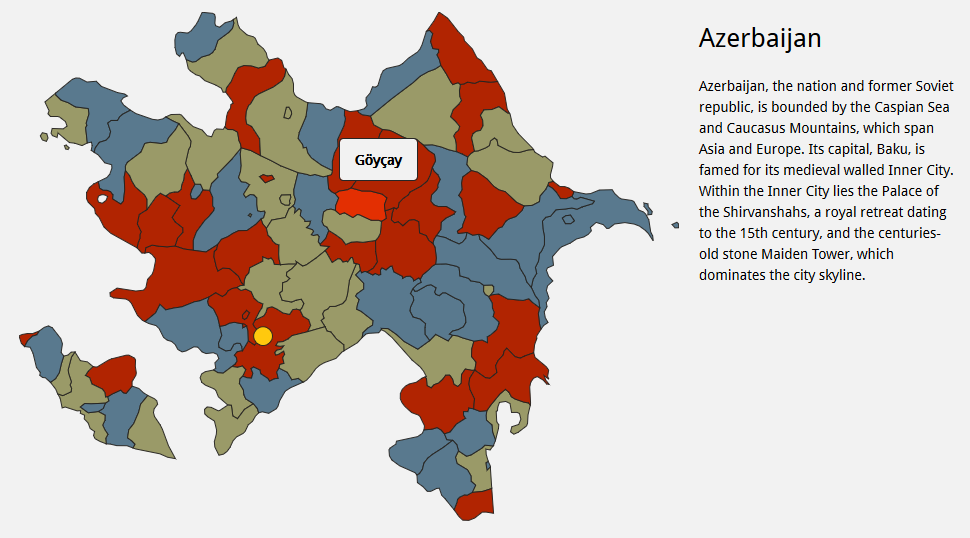 Azerbaijan
Göyçay
Azerbaijan, the nation and former Soviet
republic, is bounded by the Caspian Sea
and Caucasus Mountains, which span
Asia and Europe. Its capital, Baku, is
famed for its medieval walled Inner City.
Within the Inner City lies the Palace of
the Shirvanshahs, a royal retreat dating
to the 15th century, and the centuries-
old stone Maiden Tower, which
dominates the city skyline.